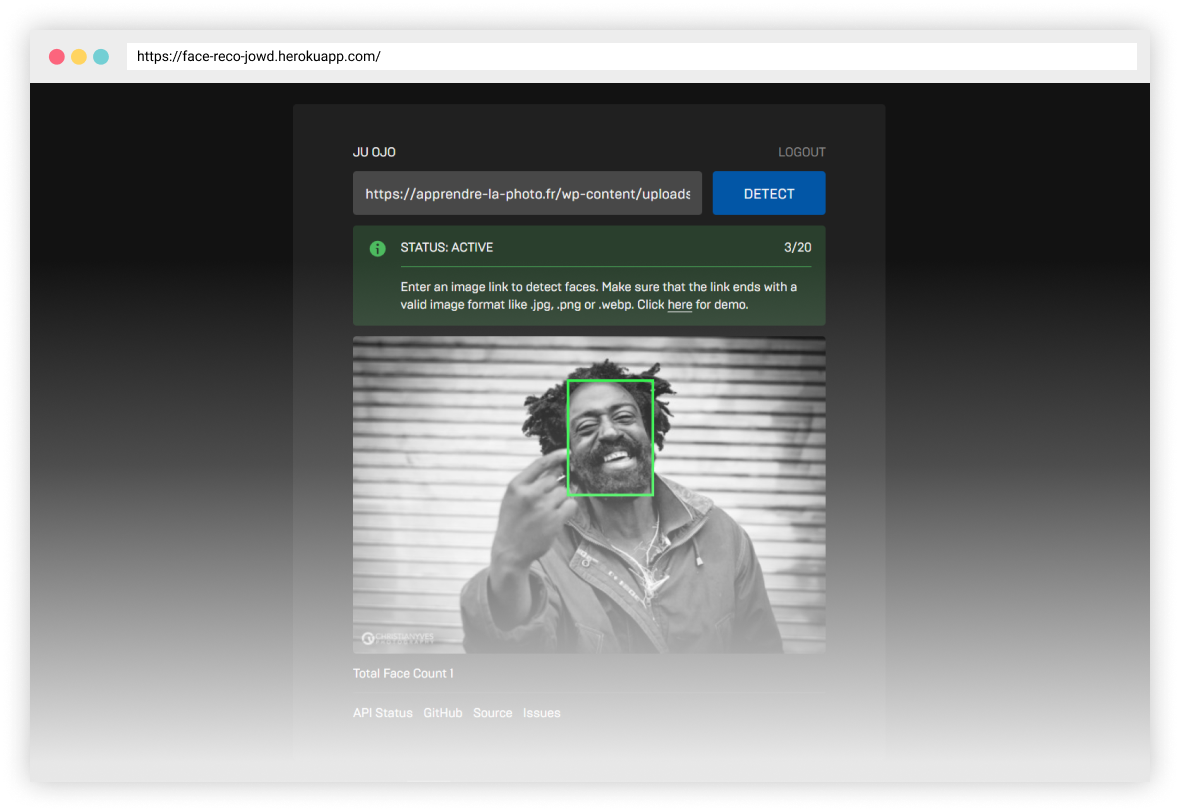 https://face-reco-jowd.herokuapp.com/
JU OJO
LOGOUT
https://apprendre-la-photo.fr/wp-content/uploads
DETECT
STATUS: ACTIVE
3/20
Enter an image link to detect faces. Make sure that the link ends with a
valid image format like .jpg, .png or .webp. Click here for demo.
CHRISTIANYVES
Total Face Count 1
API Status GitHub Source Issues